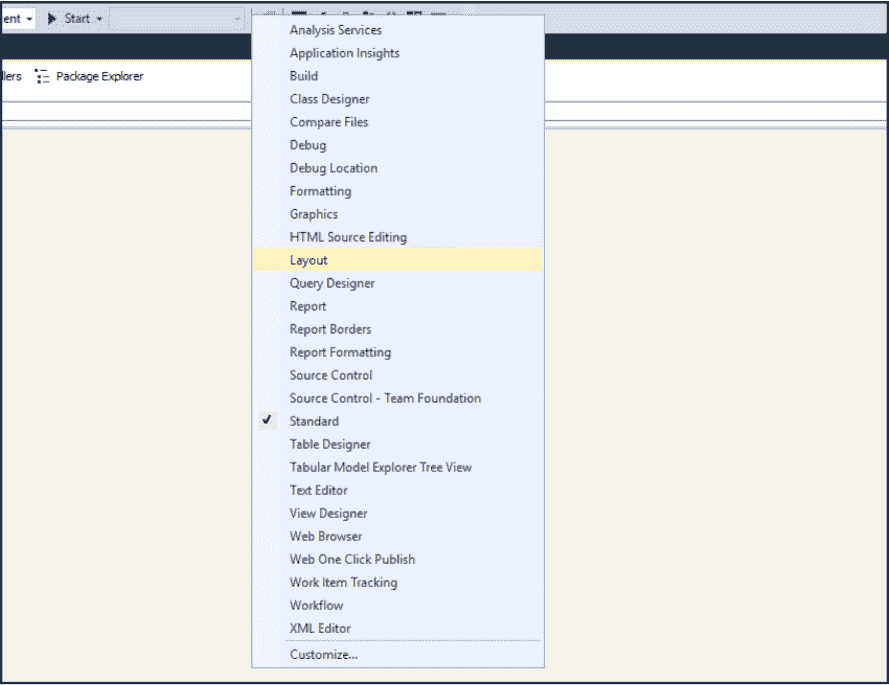 ent Start
Analysis Services
Application Insights
Build
llers Package Explorer
Class Designer
Compare Files
Debug
Debug Location
Formatting
Graphics
HTML Source Editing
Layout
Query Designer
Report
Report Borders
Report Formatting
Source Control
Source Control - Team Foundation
Standard
Table Designer
Tabular Model Explorer Tree View
Text Editor
View Designer
Web Browser
Web One Click Publish
Work Item Tracking
Workflow
XML Editor
Customize...